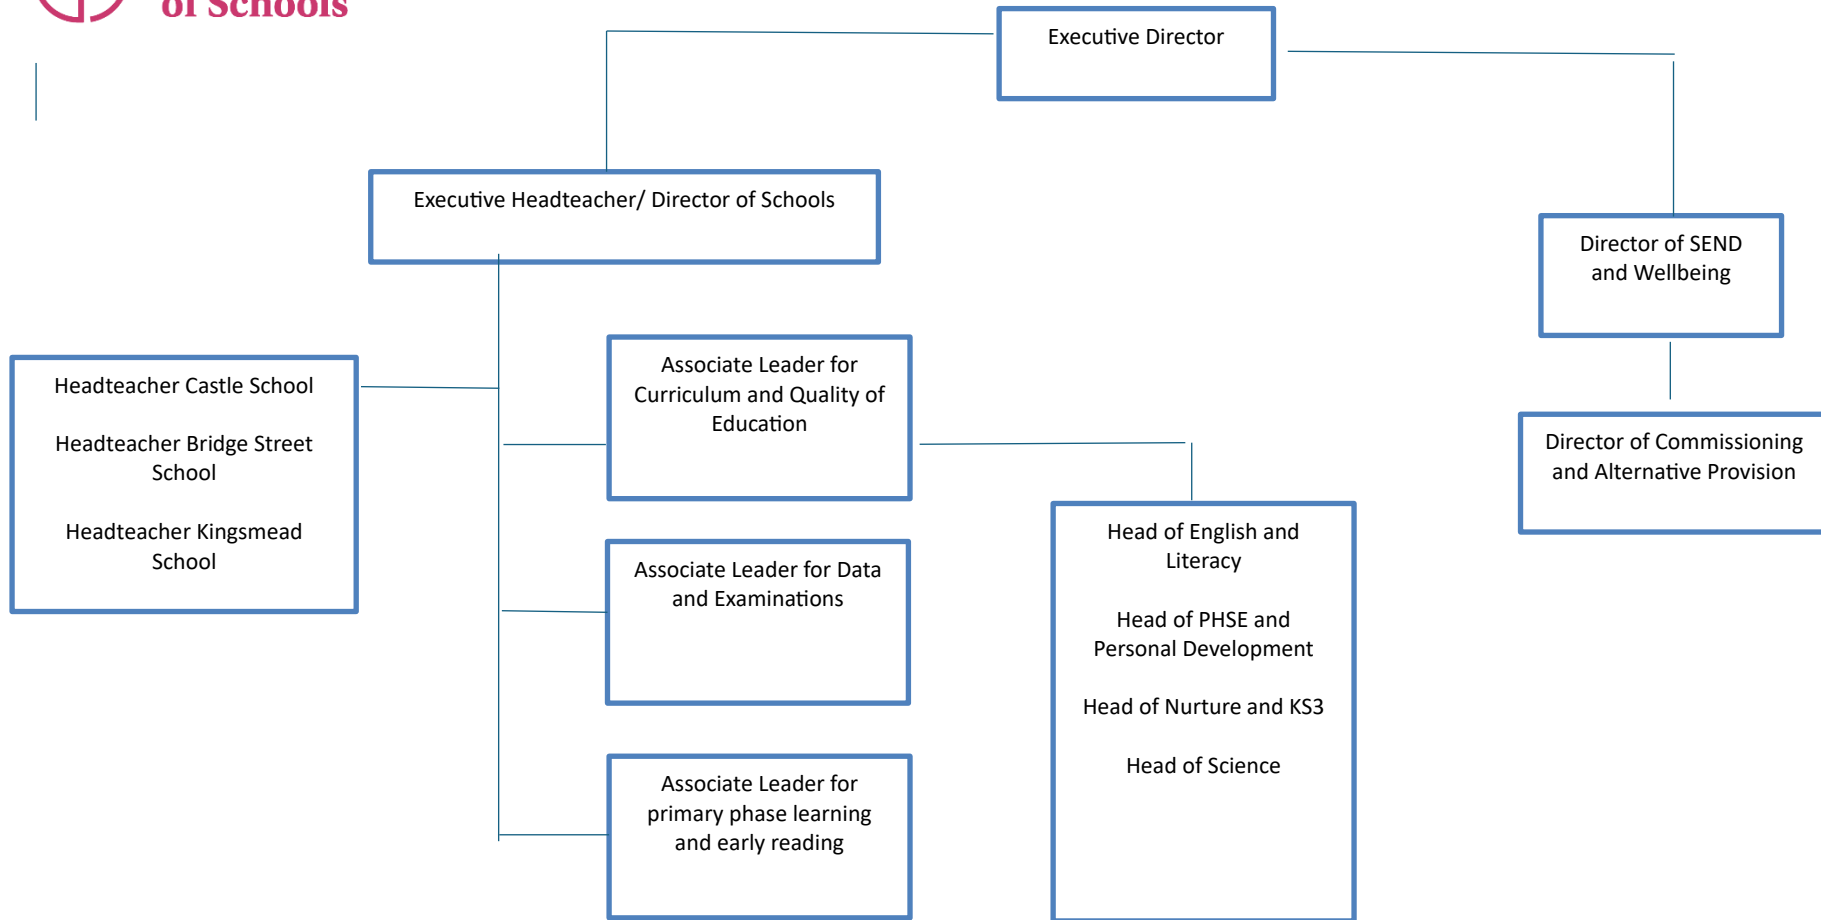 of Schools
Executive Director
Executive Headteacher/ Director of Schools
Director of SEND
and Wellbeing
Headteacher Castle School
Headteacher Bridge Street
School
Headteacher Kingsmead
School
Associate Leader for
Curriculum and Quality of
Education
Director of Commissioning
and Alternative Provision
Head of English and
Literacy
Head of PHSE and
Personal Development
Head of Nurture and KS3
Head of Science
Associate Leader for Data
and Examinations
Associate Leader for
primary phase learning
and early reading